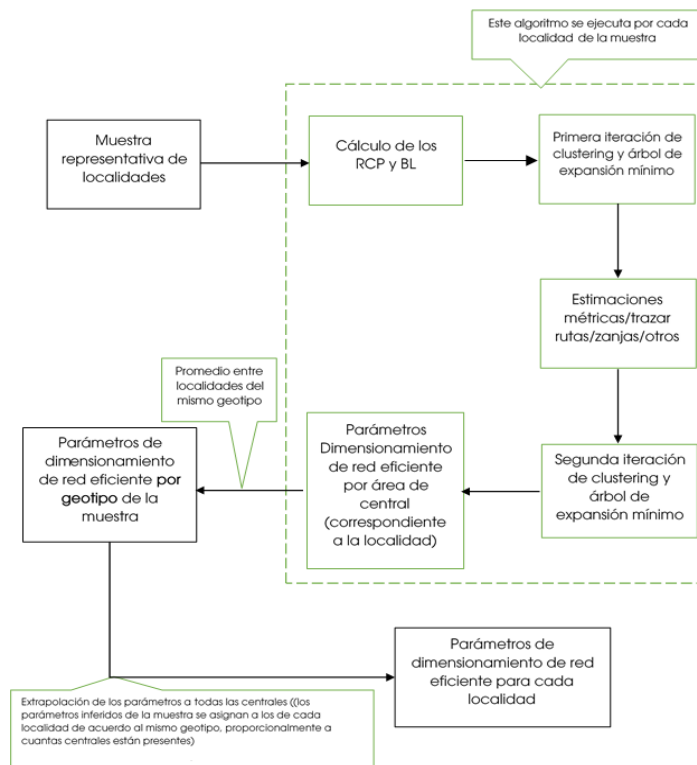 Este algoritmo se ejecuta por cada
localidad de la muestra
Muestra
representativa de
localidades
Cálculo de los
RCP y BL
Primera iteración de
clustering y árbol de
expansión mínimo
Estimaciones
métricas/trazar
rutas/zanjas/otros
Promedio entre
localidades del
mismo geotipo
Parámetros de
dimensionamiento
de red eficiente por
geotipo de la
muestra
Parámetros
Dimensionamiento
de red eficiente
por área de
central
(correspondiente
a la localidad)
Segunda iteración
de clustering y
árbol de
expansión mínimo
Parámetros de
dimensionamiento de red
eficiente para cada
localidad
Extrapolación de los parámetros a todas las centrales ((los
parámetros inferidos de la muestra se asignan a los de cada
localidad de acuerdo al mismo geotipo, proporcionalmente a
cuantas centrales están presentes)